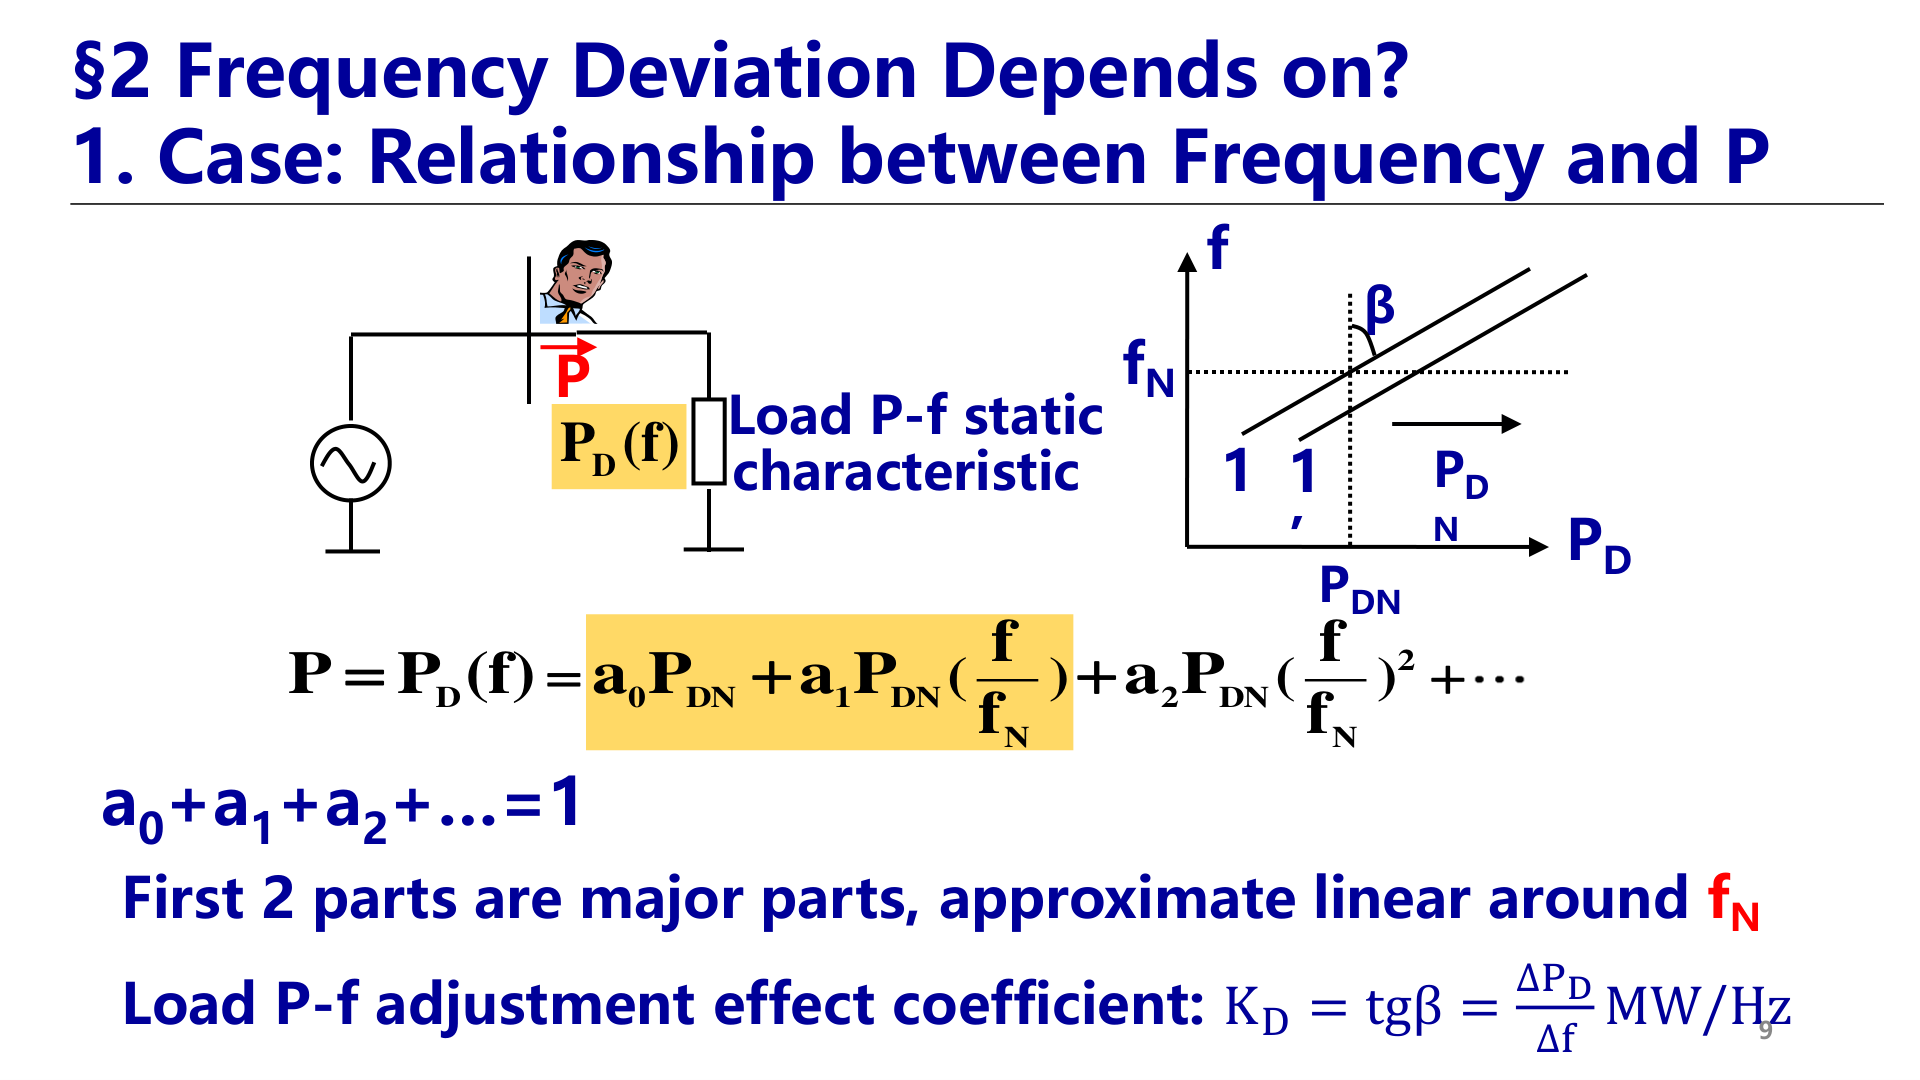 §2 Frequency Deviation Depends on?
1. Case: Relationship between Frequency and P
P
P_D(f)
Load P-f static
characteristic
f
β
f_N
1
1
’
P_D
N
P_D
P_DN
P = P_D(f) = a_0P_DN + a_1P_DN(f/f_N) + a_2P_DN(f/f_N)² + ⋯
a_0+a_1+a_2+…=1
First 2 parts are major parts, approximate linear around f_N
Load P-f adjustment effect coefficient: K_D = tgβ = ΔP_D/Δf MW/Hz
9